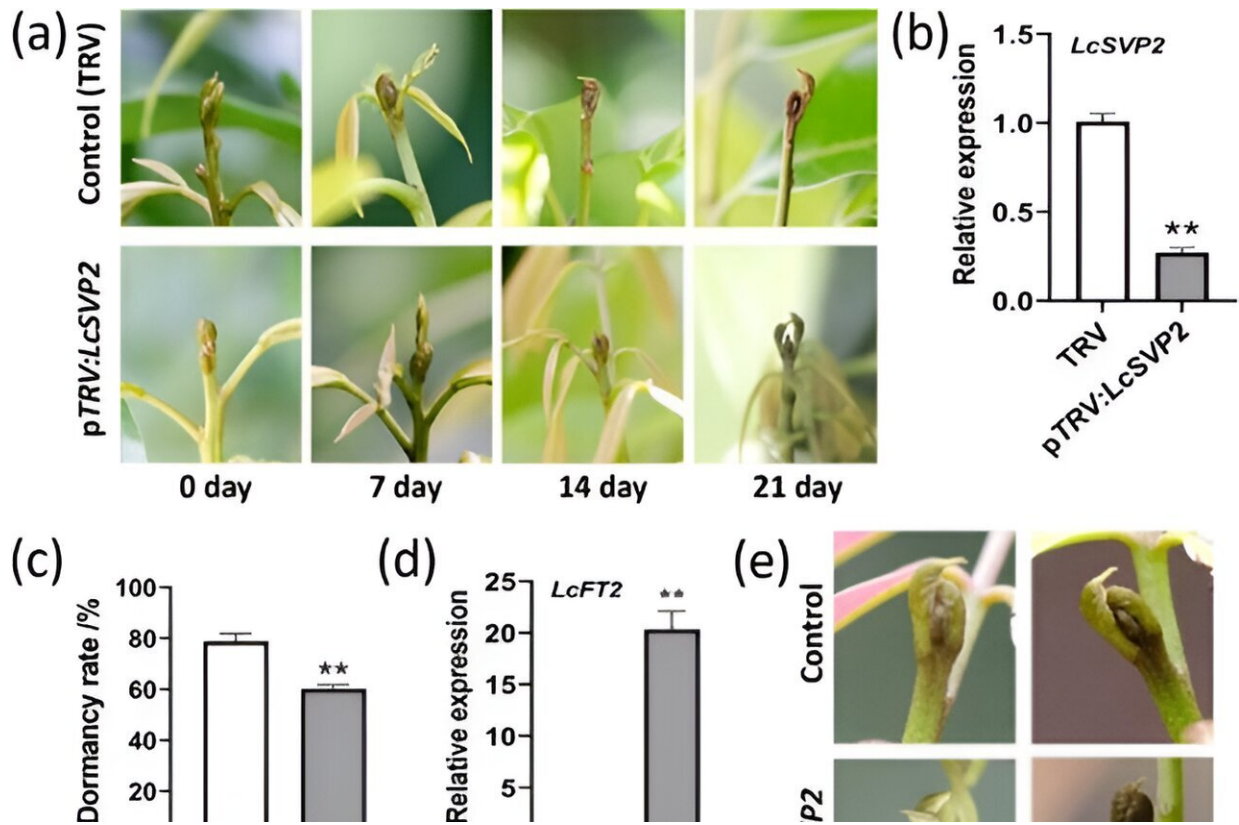 (a)
Control (TRV)
pTRV:LcSVP2
0 day
7 day
14 day
21 day
(b)
LcSVP2
Relative expression
1.5
1.0
0.5
0.0
**
TRV
pTRV:LcSVP2
(c)
Dormancy rate /%
100
80
60
40
20
**
(d)
LcFT2
Relative expression
25
20
15
10
5
**
(e)
Control